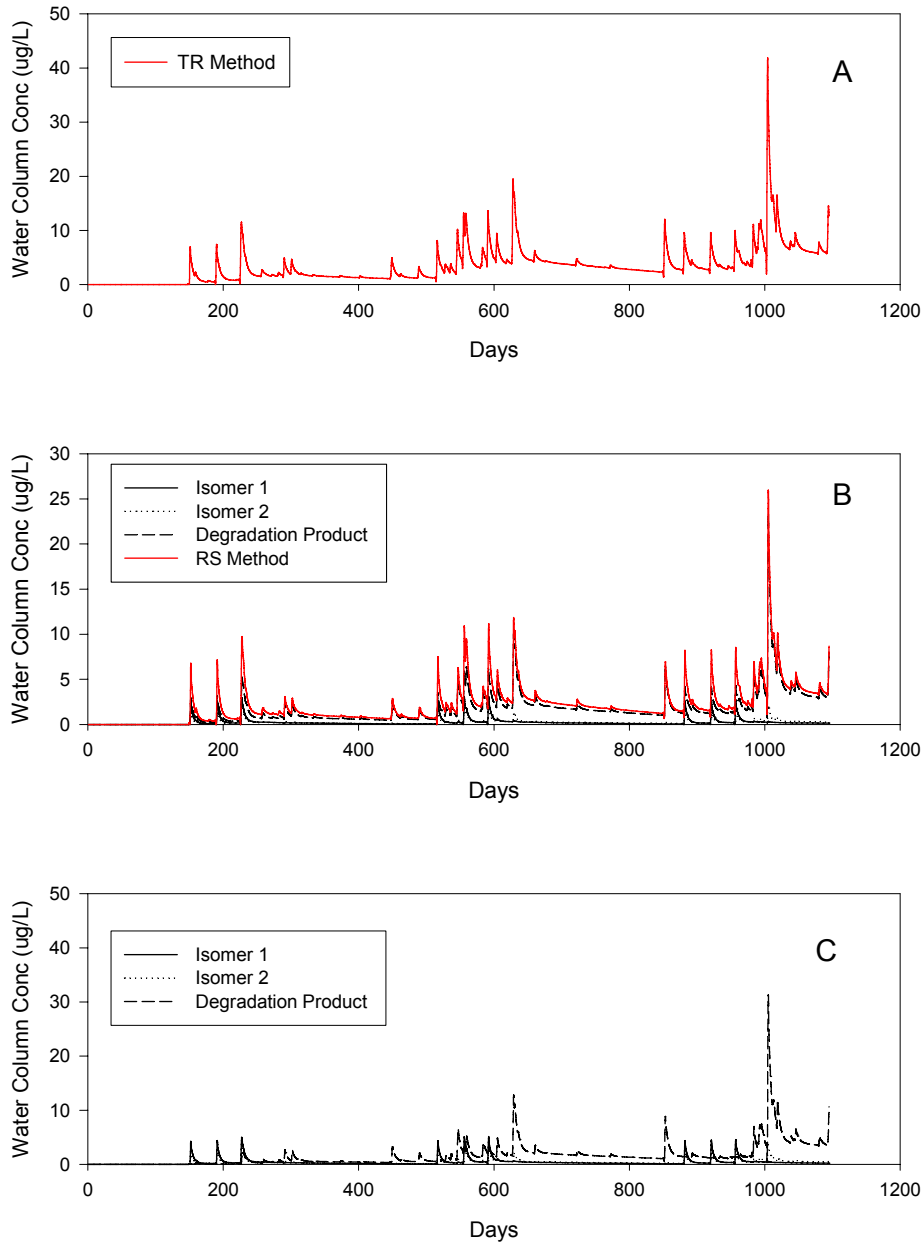 50
40
30
20
10
0
Water Column Conc (ug/L)
TR Method
A
0 200 400 600 800 1000 1200
Days
30
25
20
15
10
5
0
Water Column Conc (ug/L)
Isomer 1
Isomer 2
Degradation Product
RS Method
B
0 200 400 600 800 1000 1200
Days
50
40
30
20
10
0
Water Column Conc (ug/L)
Isomer 1
Isomer 2
Degradation Product
C
0 200 400 600 800 1000 1200
Days